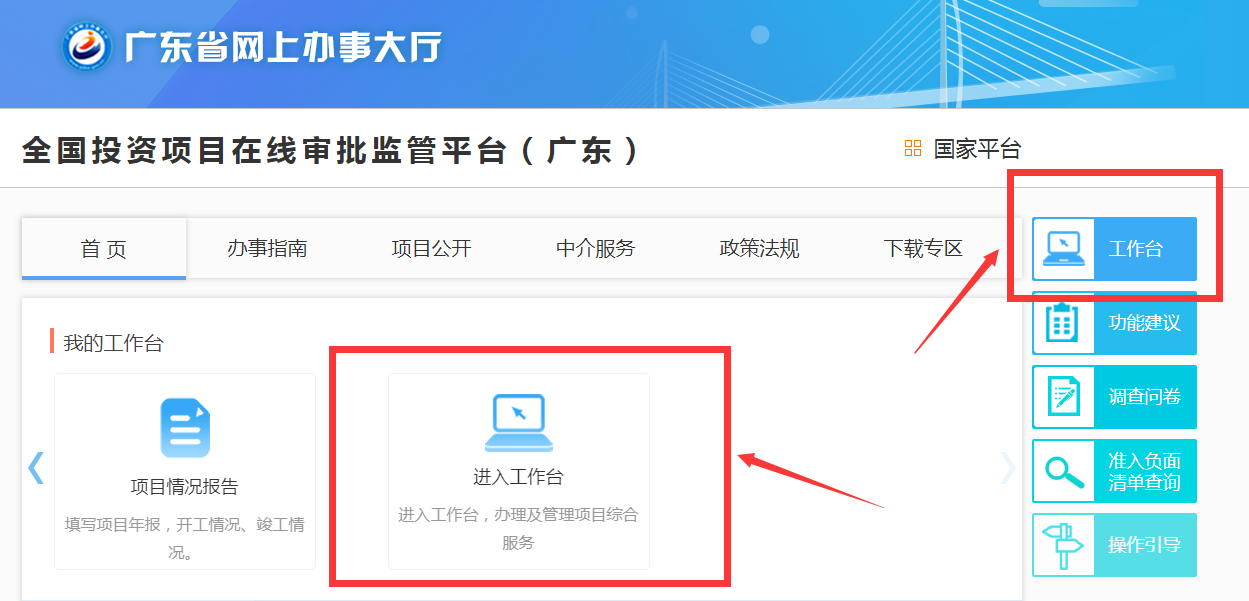 广东省网上办事大厅
全国投资项目在线审批监管平台（广东）
国家平台
首 页
办事指南
项目公开
中介服务
政策法规
下载专区
工作台
功能建议
调查问卷
准入负面
清单查询
操作引导
我的工作台
项目情况报告
填写项目年报，开工情况、竣工情
况。
进入工作台
进入工作台，办理及管理项目综合
服务